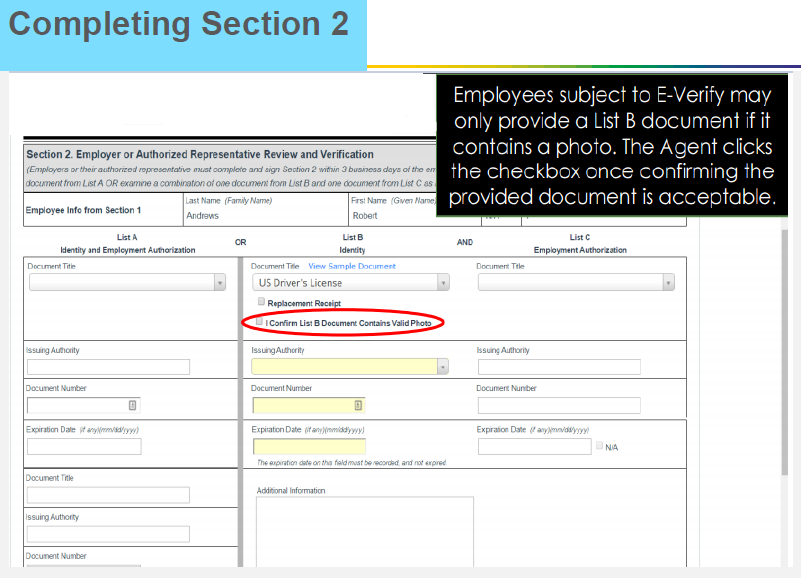 Completing Section 2
Employees subject to E-Verify may
only provide a List B document if it
contains a photo. The Agent clicks
the checkbox once confirming the
provided document is acceptable.
Section 2. Employer or Authorized Representative Review and Verification
(Employers or their authorized representative must complete and sign Section 2 within 3 business days of the em
document from List A OR examine a combination of one document from List B and one document from List C as
Employee Info from Section 1
Last Name (Family Name)
Andrews
First Name (Given Name)
Robert
List A
Identity and Employment Authorization
OR
List B
Identity
AND
List C
Employment Authorization
Document Title
Document Title View Sample Document
US Driver's License
Replacement Receipt
I Confirm List B Document Contains Valid Photo
Document Title
Issuing Authority
Issuing Authority
Issuing Authority
Document Number
Document Number
Document Number
Expiration Date (if any)(mm/dd/yyyy)
Expiration Date (if any)(mm/dd/yyyy)
The expiration date on this field must be recorded, and not expired.
Expiration Date (if any)(mm/dd/yyyy)
N/A
Document Title
Issuing Authority
Document Number
Additional Information